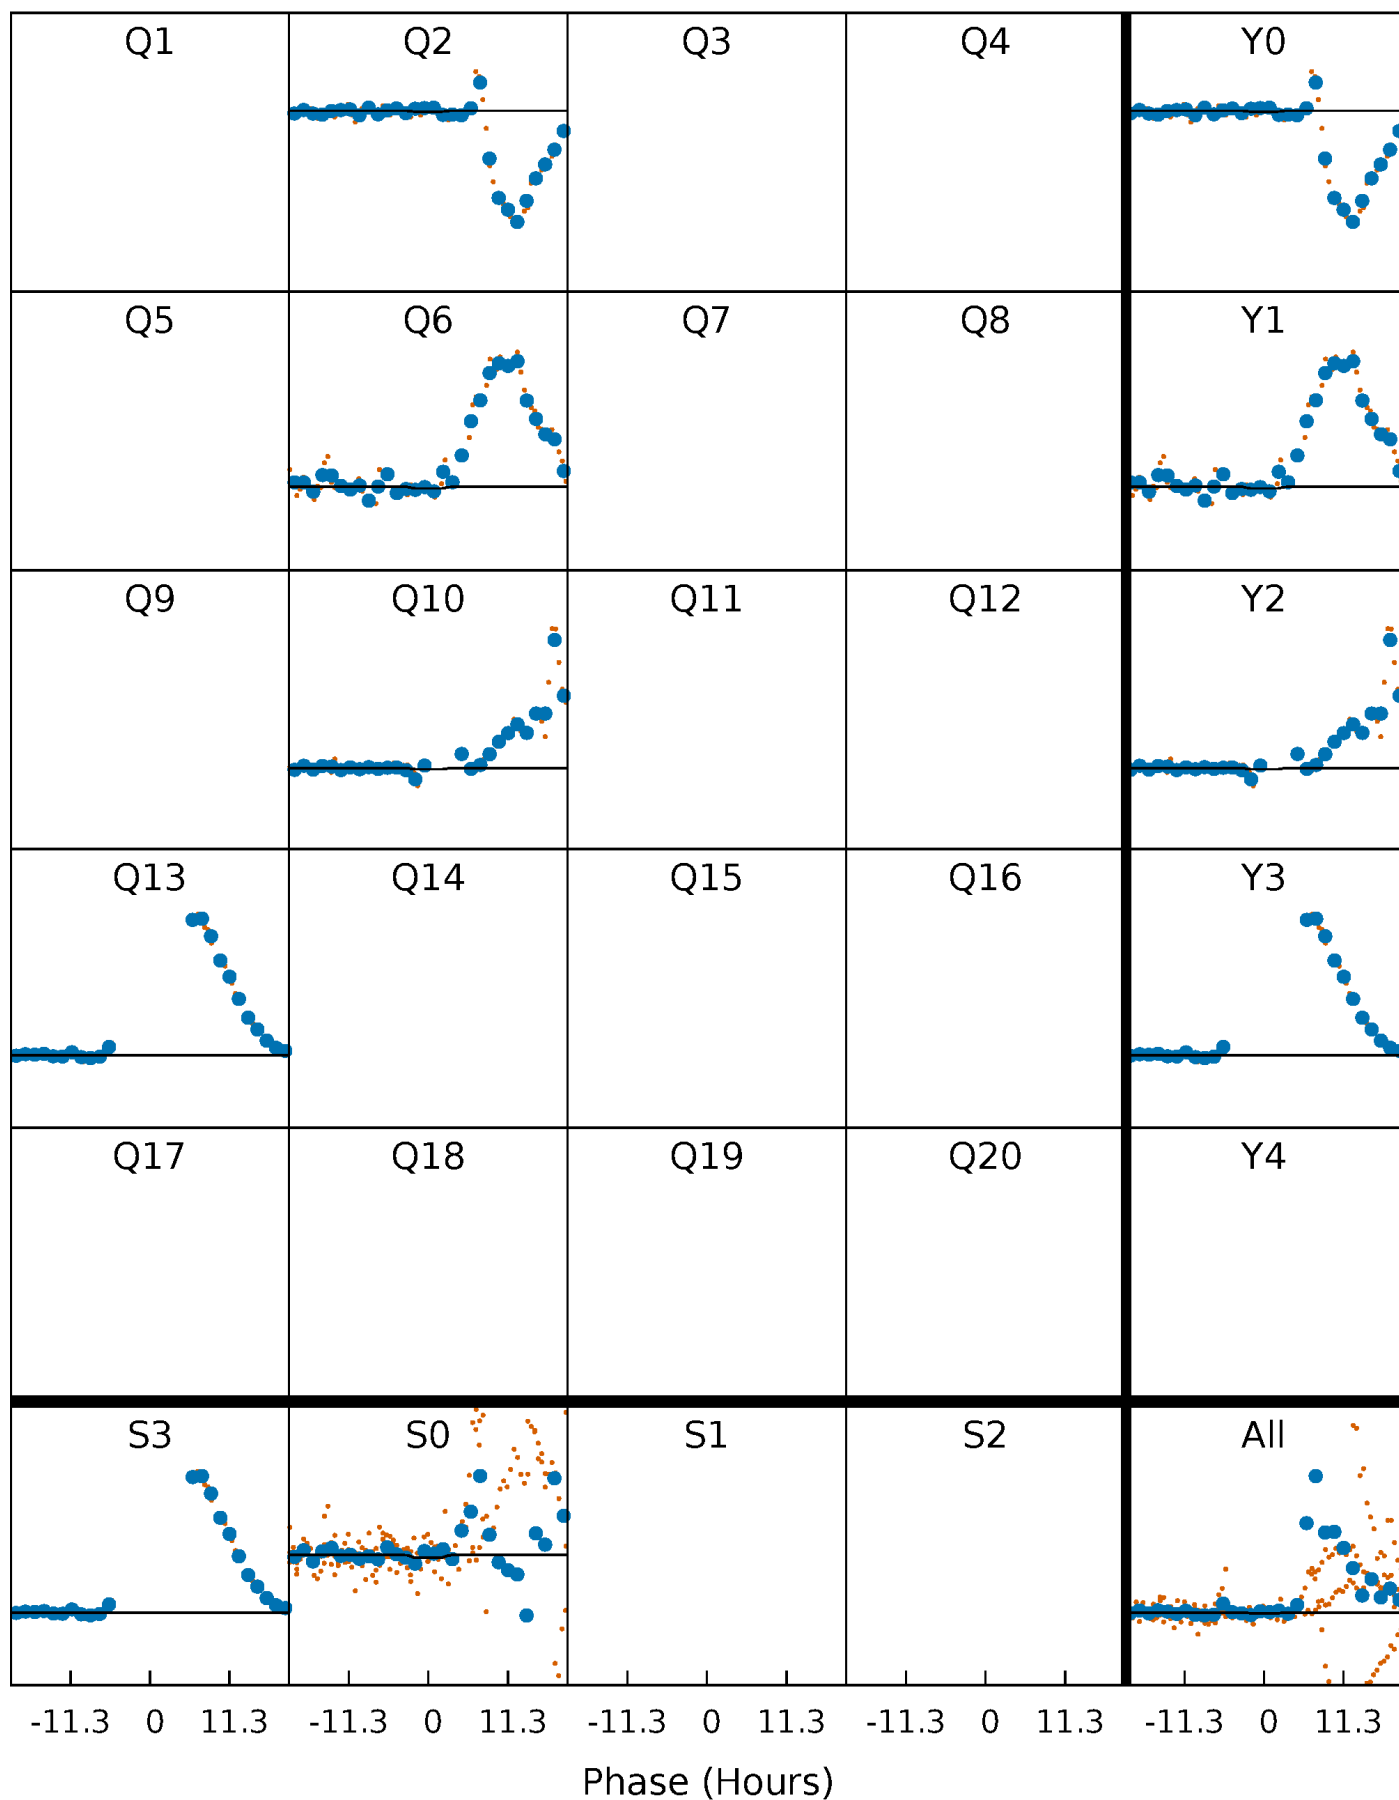 Q1 Q2 Q3 Q4 Y0
Q5 Q6 Q7 Q8 Y1
Q9 Q10 Q11 Q12 Y2
Q13 Q14 Q15 Q16 Y3
Q17 Q18 Q19 Q20 Y4
S3 S0 S1 S2 All
-11.3 0 11.3 -11.3 0 11.3 -11.3 0 11.3 -11.3 0 11.3 -11.3 0 11.3
Phase (Hours)